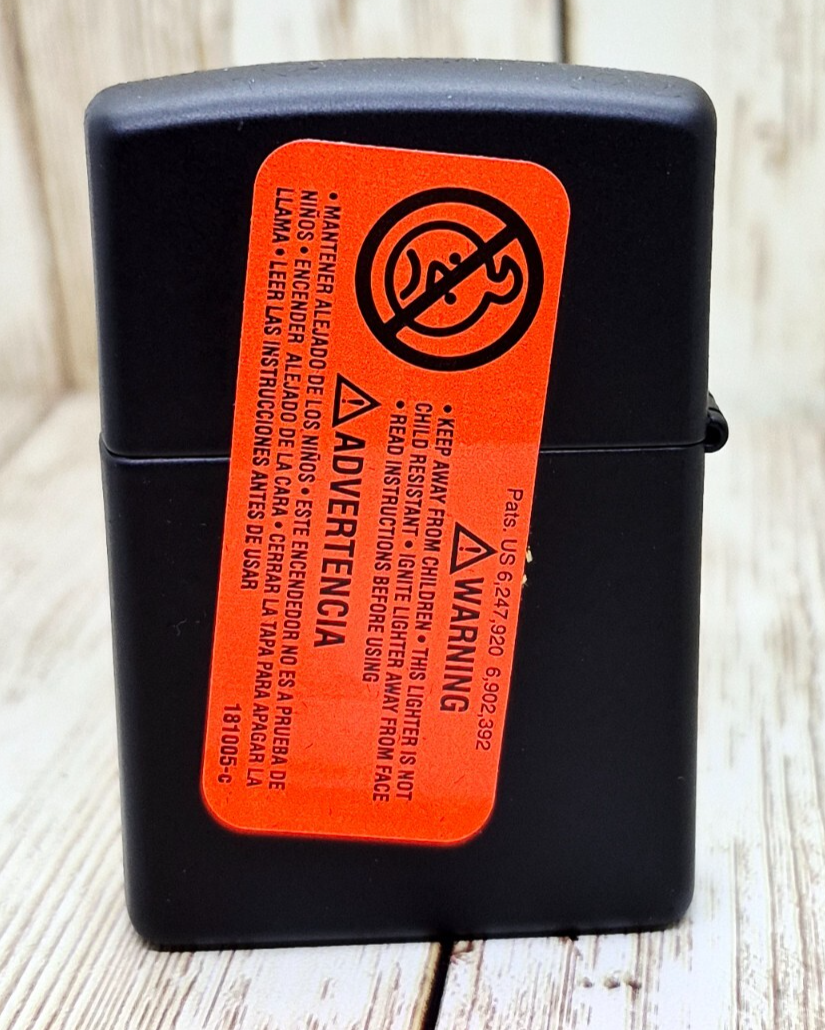 Pats. US 6,247,920 6,902,392
WARNING
• KEEP AWAY FROM CHILDREN • THIS LIGHTER IS NOT
CHILD RESISTANT • IGNITE LIGHTER AWAY FROM FACE
• READ INSTRUCTIONS BEFORE USING
ADVERTENCIA
• MANTENER ALEJADO DE LOS NIÑOS • ESTE ENCENDEDOR NO ES A PRUEBA DE
NIÑOS • ENCENDER ALEJADO DE LA CARA • CERRAR LA TAPA PARA APAGAR LA
LLAMA • LEER LAS INSTRUCCIONES ANTES DE USAR
181005-c